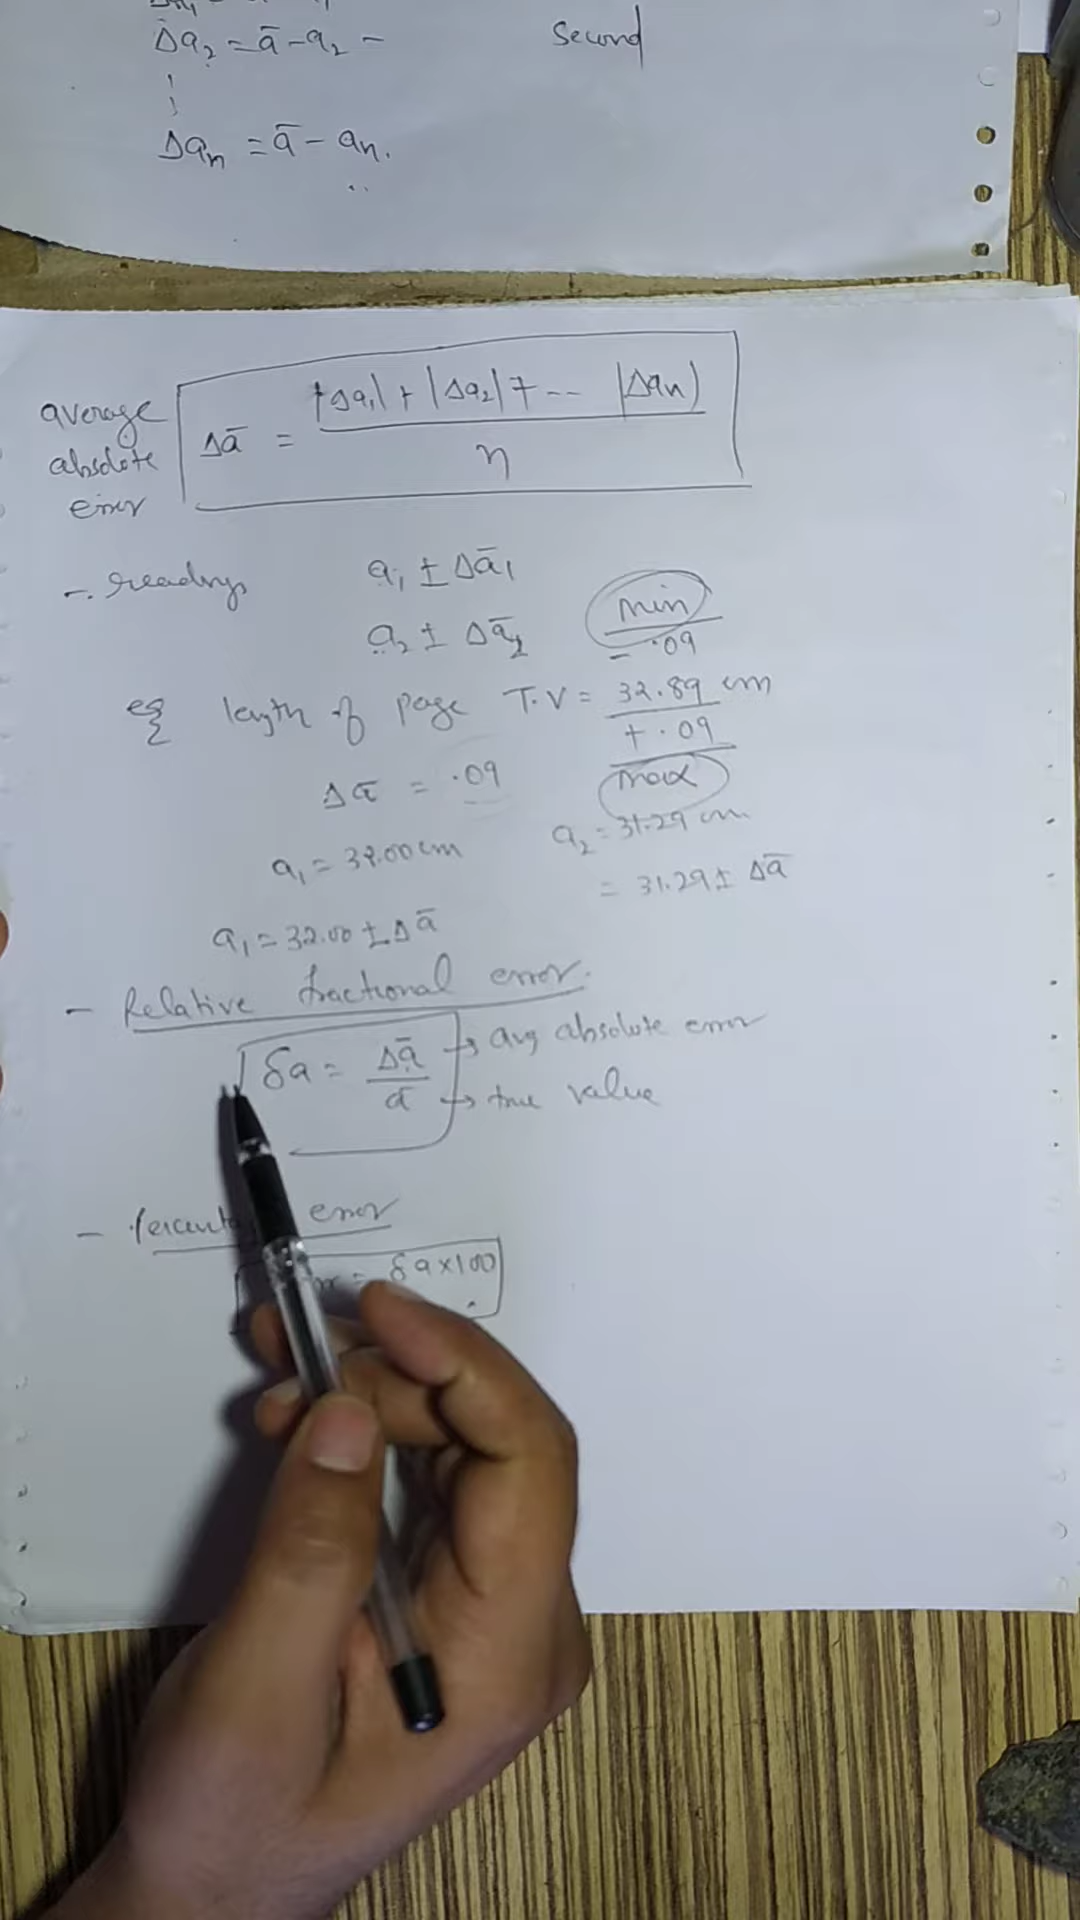 Δa₂ = ā - a₂ - second
Δaₙ = ā - aₙ.
average absolute error Δā = |Δa₁| + |Δa₂| + -- |Δaₙ| / n
- readings a₁ ± Δā₁
a₂ ± Δā₂
min
- .09
eg length of page T.V = 32.89 cm
+ .09
max
Δā = .09
a₂ = 31.29 cm
a₁ = 32.00 cm
= 31.29 ± Δā
a₁ = 32.00 ± Δā
- Relative fractional error.
δa = Δā / ā → avg absolute error
→ true value
- error
= δa × 100